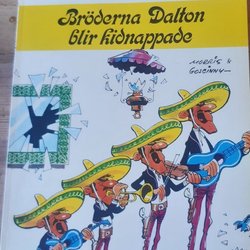 Bröderna Dalton
blir kidnappade
MORRIS &
GOSCINNY